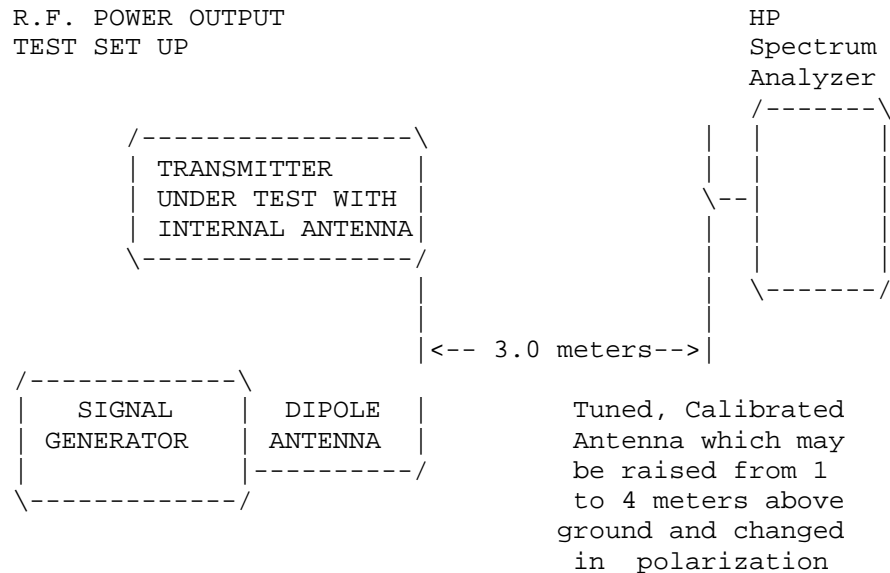 R.F. POWER OUTPUT
TEST SET UP
HP
Spectrum
Analyzer
TRANSMITTER
UNDER TEST WITH
INTERNAL ANTENNA
<-- 3.0 meters-->
SIGNAL
GENERATOR
DIPOLE
ANTENNA
Tuned, Calibrated
Antenna which may
be raised from 1
to 4 meters above
ground and changed
in polarization